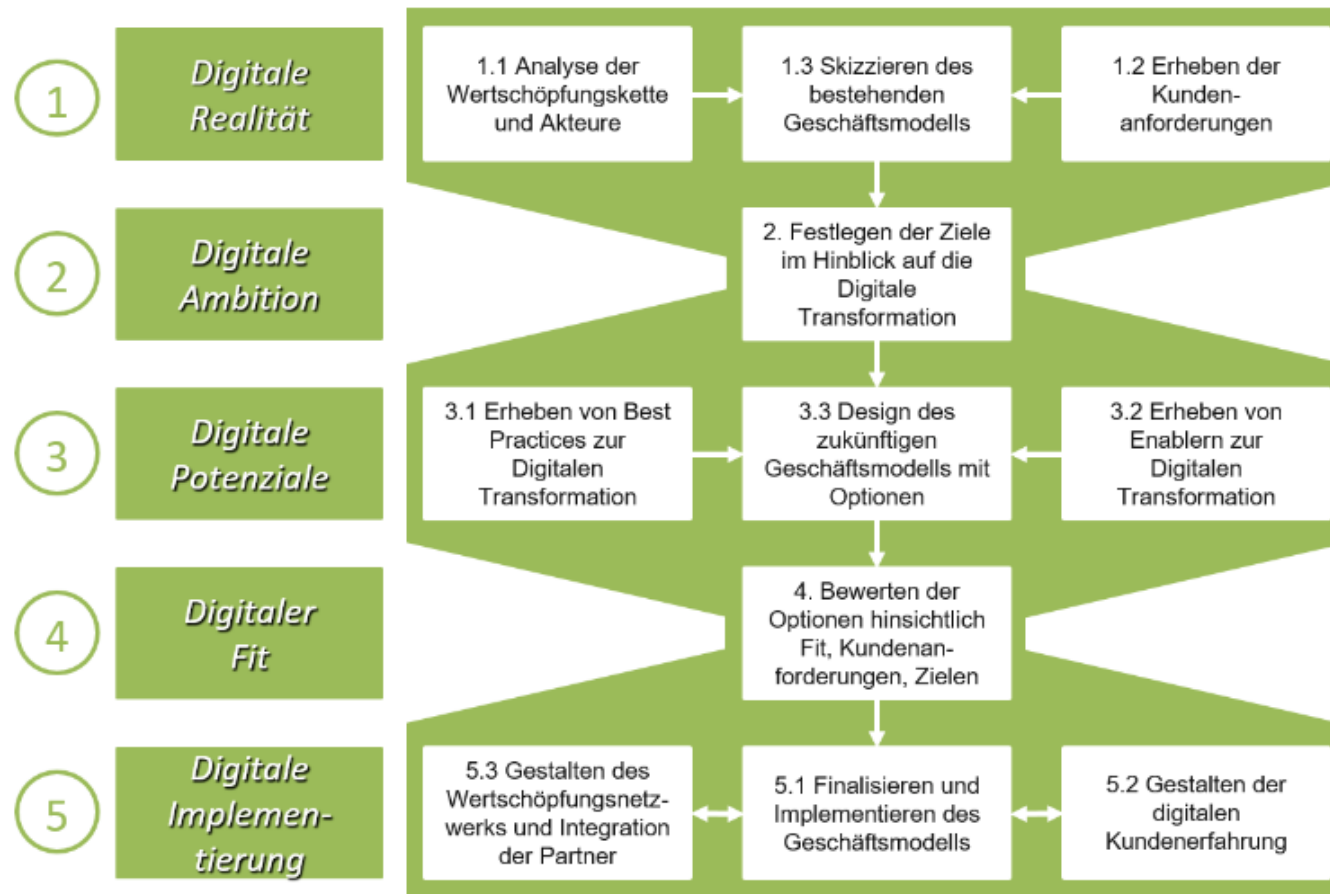 1
Digitale
Realität
1.1 Analyse der
Wertschöpfungskette
und Akteure
1.3 Skizzieren des
bestehenden
Geschäftsmodells
1.2 Erheben der
Kunden-
anforderungen
2
Digitale
Ambition
2. Festlegen der Ziele
im Hinblick auf die
Digitale
Transformation
3
Digitale
Potenziale
3.1 Erheben von Best
Practices zur
Digitalen
Transformation
3.3 Design des
zukünftigen
Geschäftsmodells mit
Optionen
3.2 Erheben von
Enablern zur
Digitalen
Transformation
4
Digitaler
Fit
4. Bewerten der
Optionen hinsichtlich
Fit, Kundenan-
forderungen, Zielen
5
Digitale
Implemen-
tierung
5.3 Gestalten des
Wertschöpfungsnetz-
werks und Integration
der Partner
5.1 Finalisieren und
Implementieren des
Geschäftsmodells
5.2 Gestalten der
digitalen
Kundenerfahrung